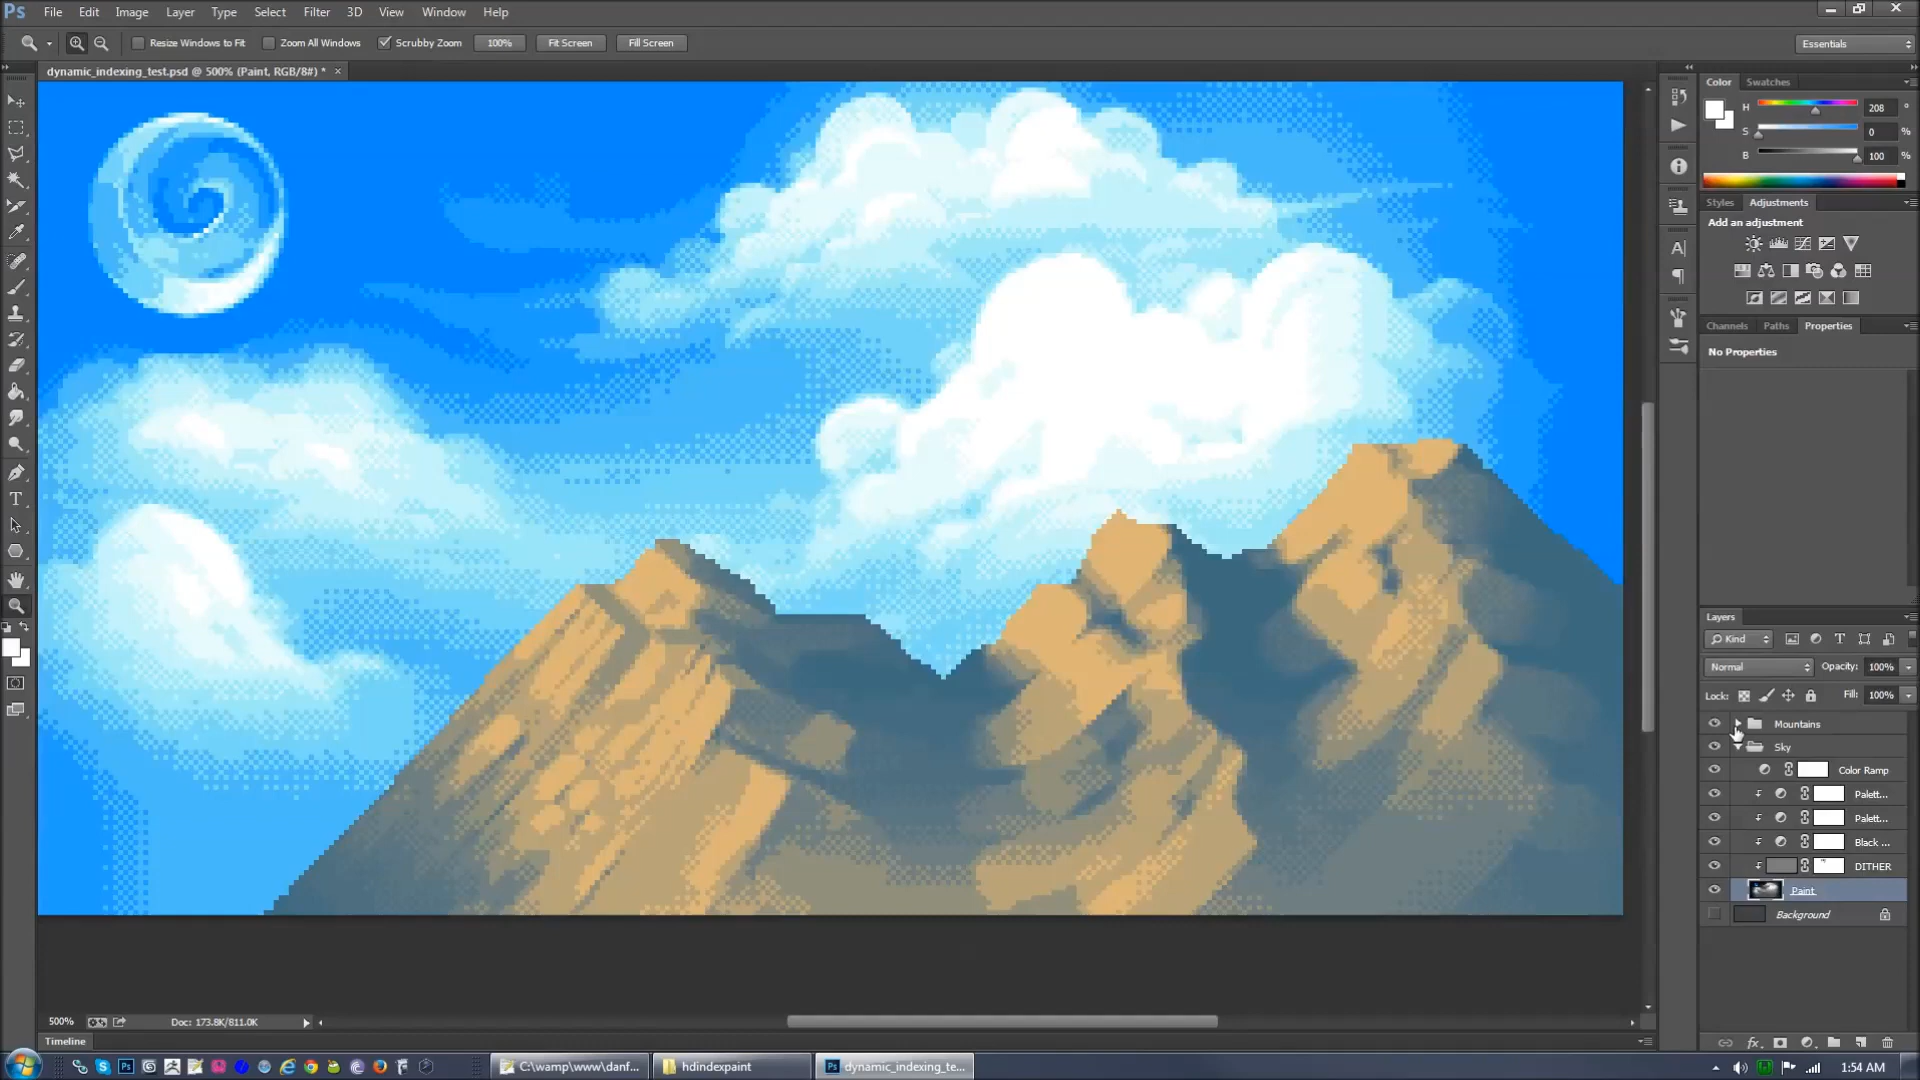 Ps File Edit Image Layer Type Select Filter 3D View Window Help
Resize Windows to Fit Zoom All Windows Scrubby Zoom 100% Fit Screen Fill Screen Essentials
dynamic_indexing_test.psd @ 500% (Paint, RGB/8#) * ×
Color Swatches
H 208 °
S 0 %
B 100 %
Styles Adjustments
Add an adjustment
Channels Paths Properties
No Properties
Layers
Kind
Normal Opacity: 100%
Lock: Fill: 100%
Mountains
Sky
Color Ramp
Palett...
Palett...
Black ...
DITHER
Paint
Background
500% Doc: 173.8K/811.0K
Timeline
C:\wamp\www\danf... hdindexpaint Ps dynamic_indexing_te... 1:54 AM